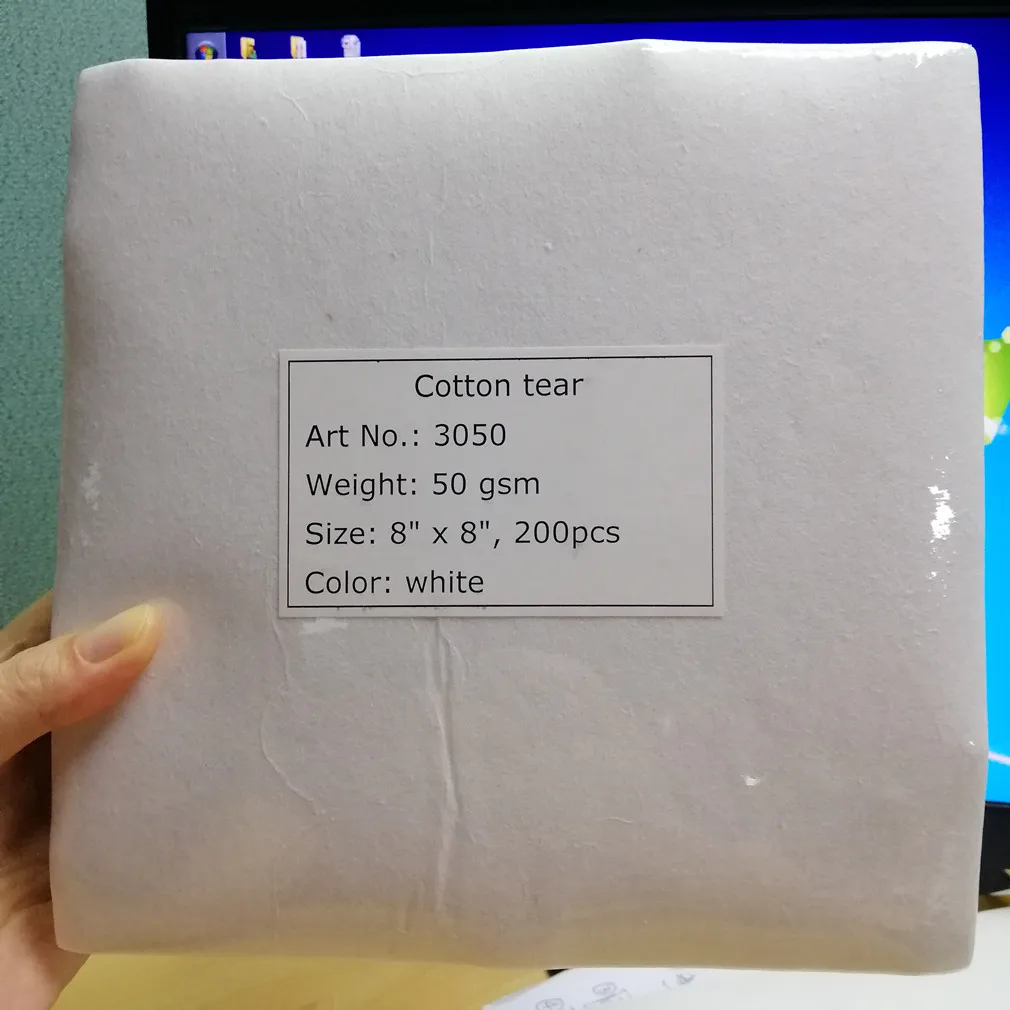 Cotton tear
Art No.: 3050
Weight: 50 gsm
Size: 8" x 8", 200pcs
Color: white